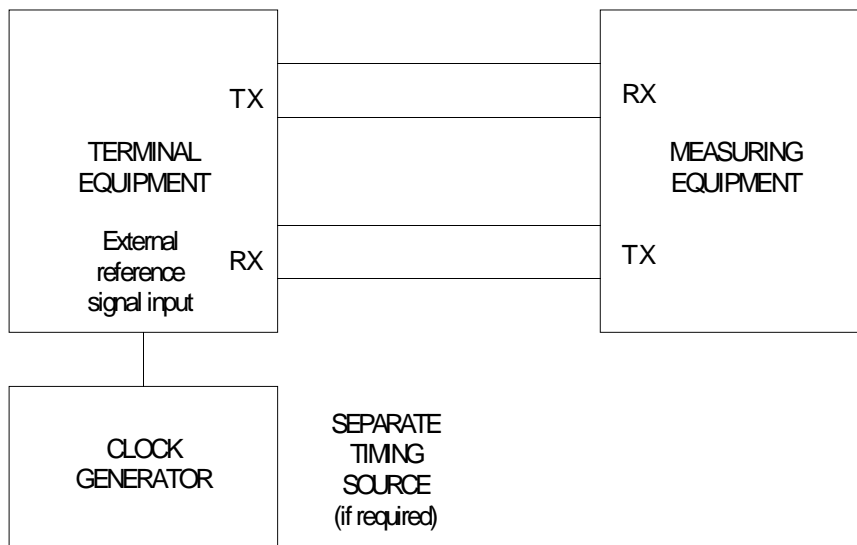 TX
TERMINAL
EQUIPMENT
External
reference
signal input
RX
RX
MEASURING
EQUIPMENT
TX
CLOCK
GENERATOR
SEPARATE
TIMING
SOURCE
(if required)